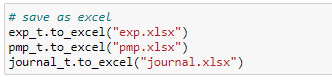 # save as excel
exp_t.to_excel("exp.xlsx")
pmp_t.to_excel("pmp.xlsx")
journal_t.to_excel("journal.xlsx")